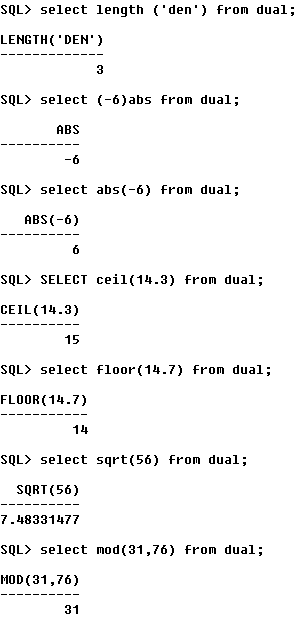 SQL> select length ('den') from dual;
LENGTH('DEN')
-------------
3
SQL> select (-6)abs from dual;
ABS
----------
-6
SQL> select abs(-6) from dual;
ABS(-6)
----------
6
SQL> SELECT ceil(14.3) from dual;
CEIL(14.3)
----------
15
SQL> select floor(14.7) from dual;
FLOOR(14.7)
-----------
14
SQL> select sqrt(56) from dual;
SQRT(56)
----------
7.48331477
SQL> select mod(31,76) from dual;
MOD(31,76)
----------
31